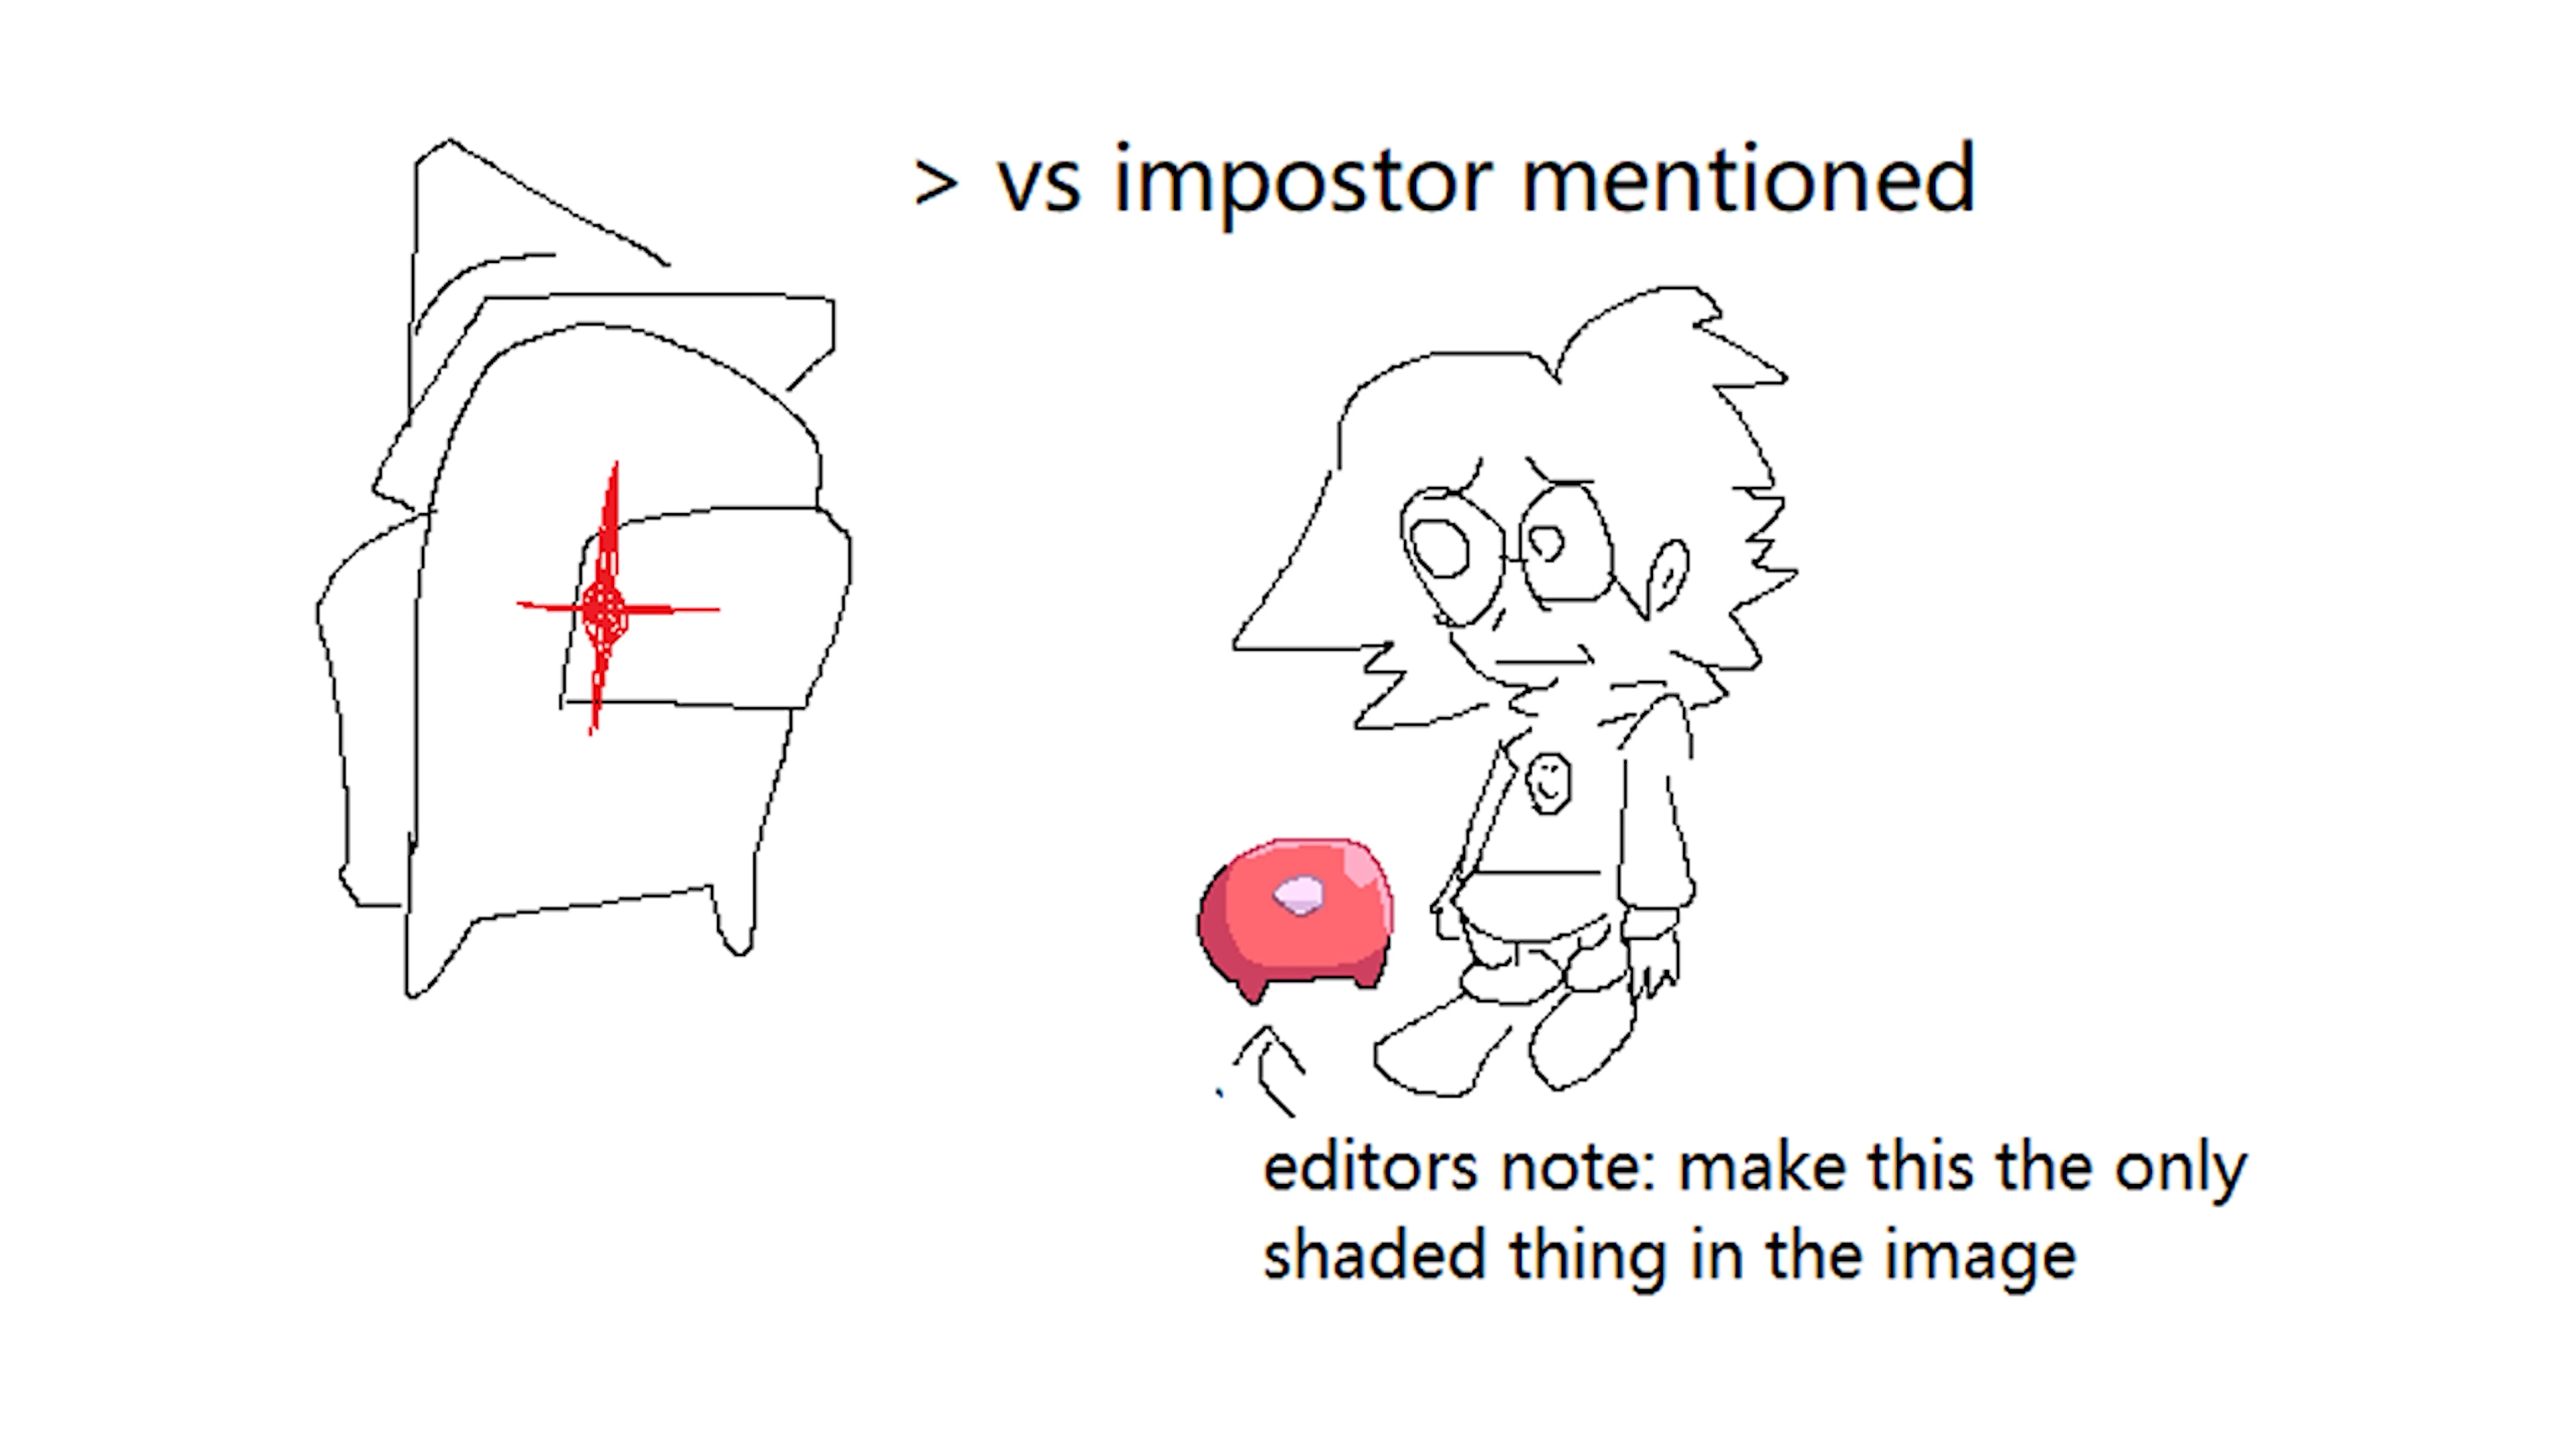 > vs impostor mentioned
editors note: make this the only
shaded thing in the image